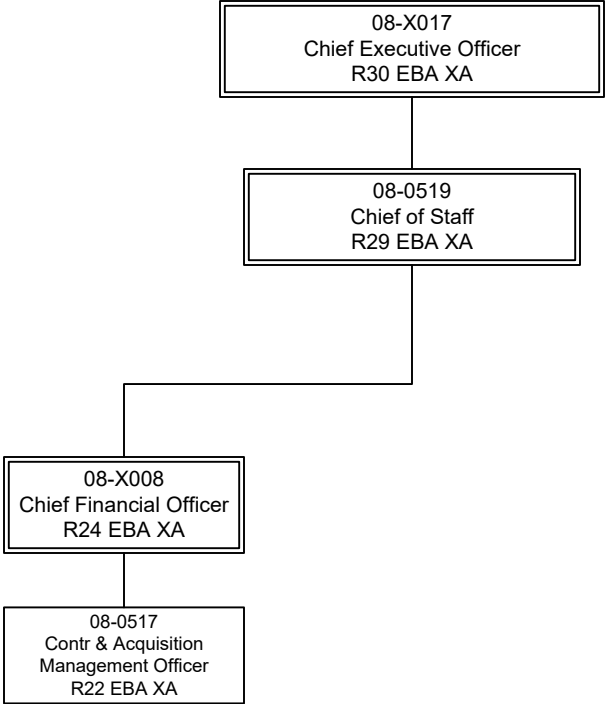 08-X017
Chief Executive Officer
R30 EBA XA
08-0519
Chief of Staff
R29 EBA XA
08-X008
Chief Financial Officer
R24 EBA XA
08-0517
Contr & Acquisition
Management Officer
R22 EBA XA